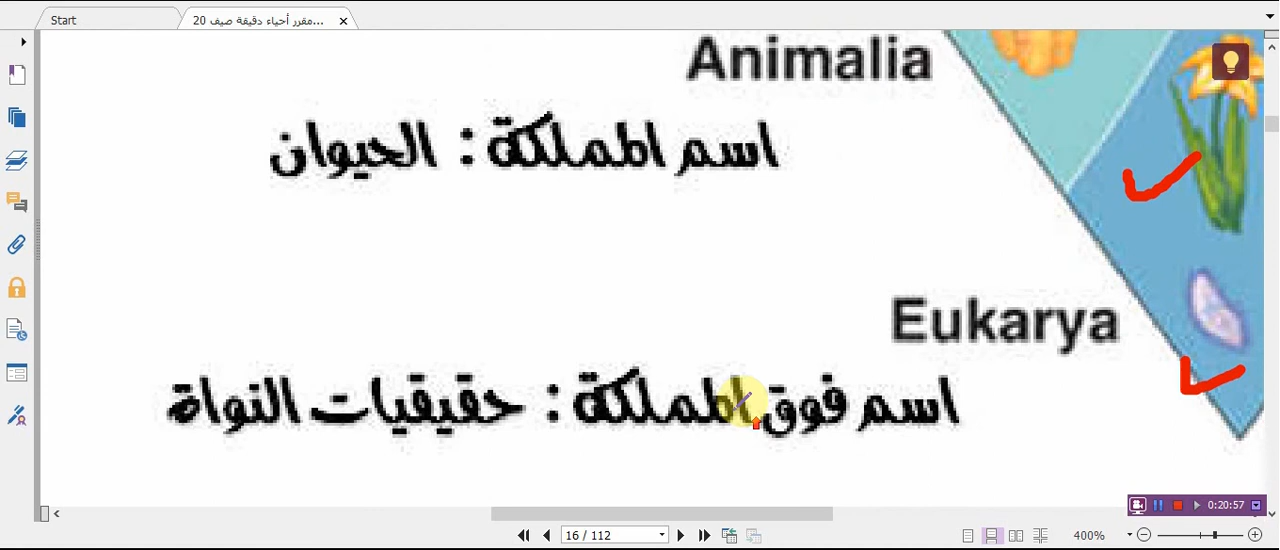 Start
مقرر أحياء دقيقة صيف 20...
Animalia
اسم المملكة : الحيوان
Eukarya
اسم فوق المملكة : حقيقيات النواة
0:20:57
16 / 112
400%